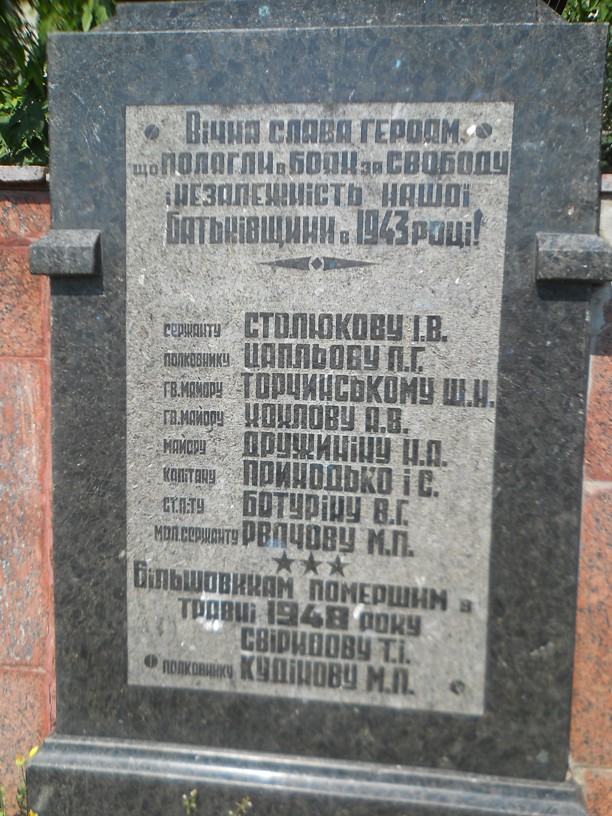 Вічна слава героям,
що полягли в боях за свободу
і незалежність нашої
батьківщини в 1943 році!
сержанту СТОЛЮКОВУ І.В.
полковнику ЦАПЛЬОВУ Л.Г.
гв.майору ТОРЧИНСЬКОМУ Ш.Н.
гв.майору ХОХЛОВУ А.В.
майору ДРУЖИНІНУ Н.А.
капітану ПРИХОДЬКО І С.
ст.л-ту БОТУРІНУ В.Г.
мол.сержанту РВАЧОВУ М.П.
Більшовикам помершим в
травні 1948 року
СВІРИДОВУ Т.І.
полковнику КУДІНОВУ М.П.